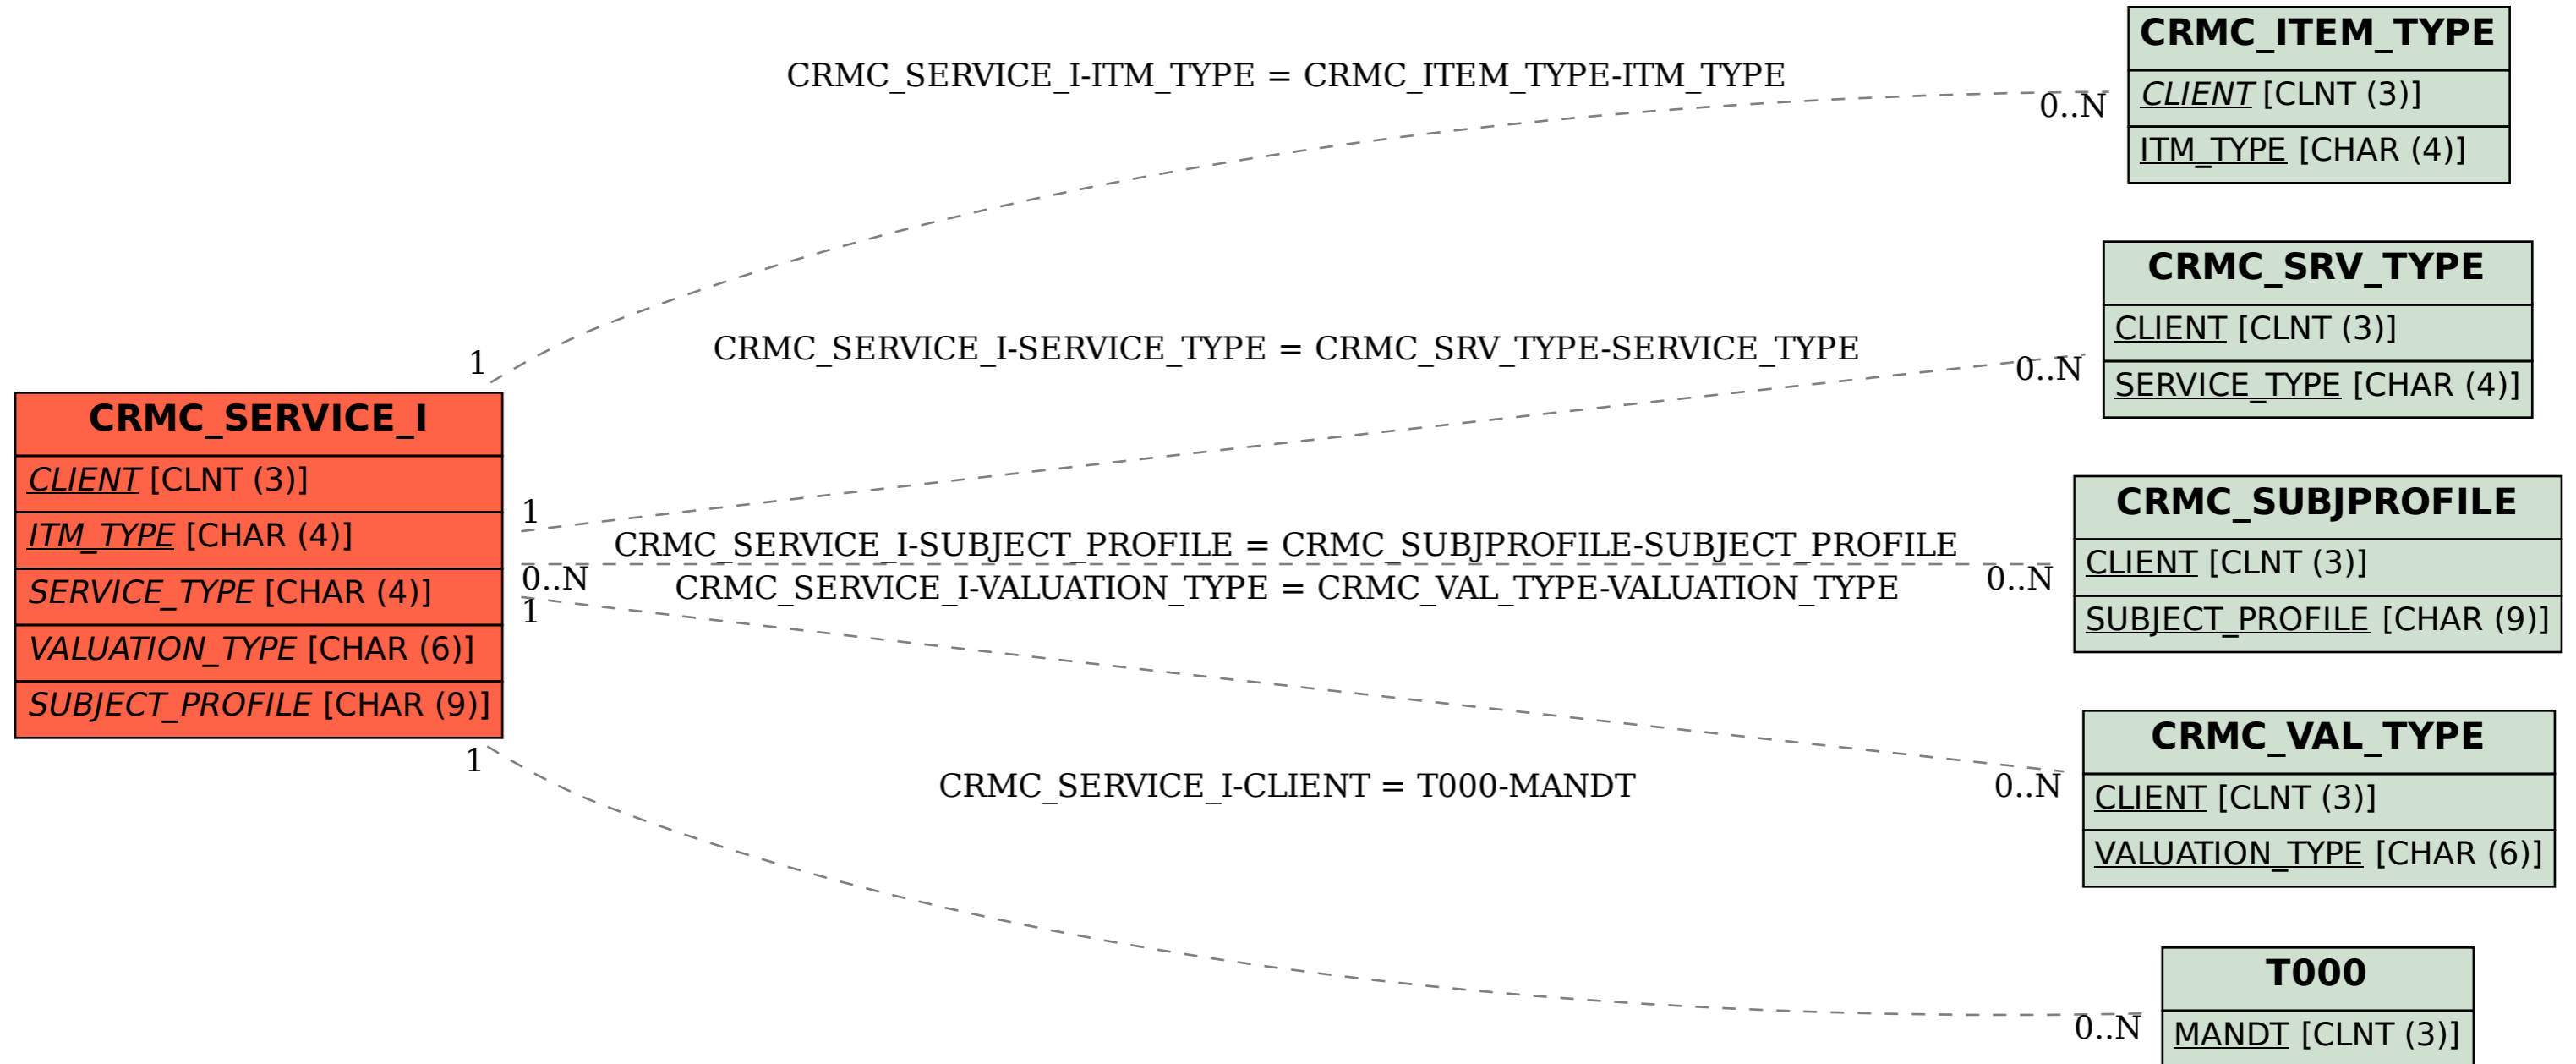 CRMC_ITEM_TYPE
CLIENT [CLNT (3)]
ITM_TYPE [CHAR (4)]
CRMC_SERVICE_I-ITM_TYPE = CRMC_ITEM_TYPE-ITM_TYPE
0..N
1
CRMC_SRV_TYPE
CLIENT [CLNT (3)]
SERVICE_TYPE [CHAR (4)]
CRMC_SERVICE_I-SERVICE_TYPE = CRMC_SRV_TYPE-SERVICE_TYPE
0..N
1
CRMC_SERVICE_I
CLIENT [CLNT (3)]
ITM_TYPE [CHAR (4)]
SERVICE_TYPE [CHAR (4)]
VALUATION_TYPE [CHAR (6)]
SUBJECT_PROFILE [CHAR (9)]
CRMC_SERVICE_I-SUBJECT_PROFILE = CRMC_SUBJPROFILE-SUBJECT_PROFILE
0..N
0..N
CRMC_SUBJPROFILE
CLIENT [CLNT (3)]
SUBJECT_PROFILE [CHAR (9)]
CRMC_SERVICE_I-VALUATION_TYPE = CRMC_VAL_TYPE-VALUATION_TYPE
1
0..N
CRMC_VAL_TYPE
CLIENT [CLNT (3)]
VALUATION_TYPE [CHAR (6)]
CRMC_SERVICE_I-CLIENT = T000-MANDT
1
0..N
T000
MANDT [CLNT (3)]